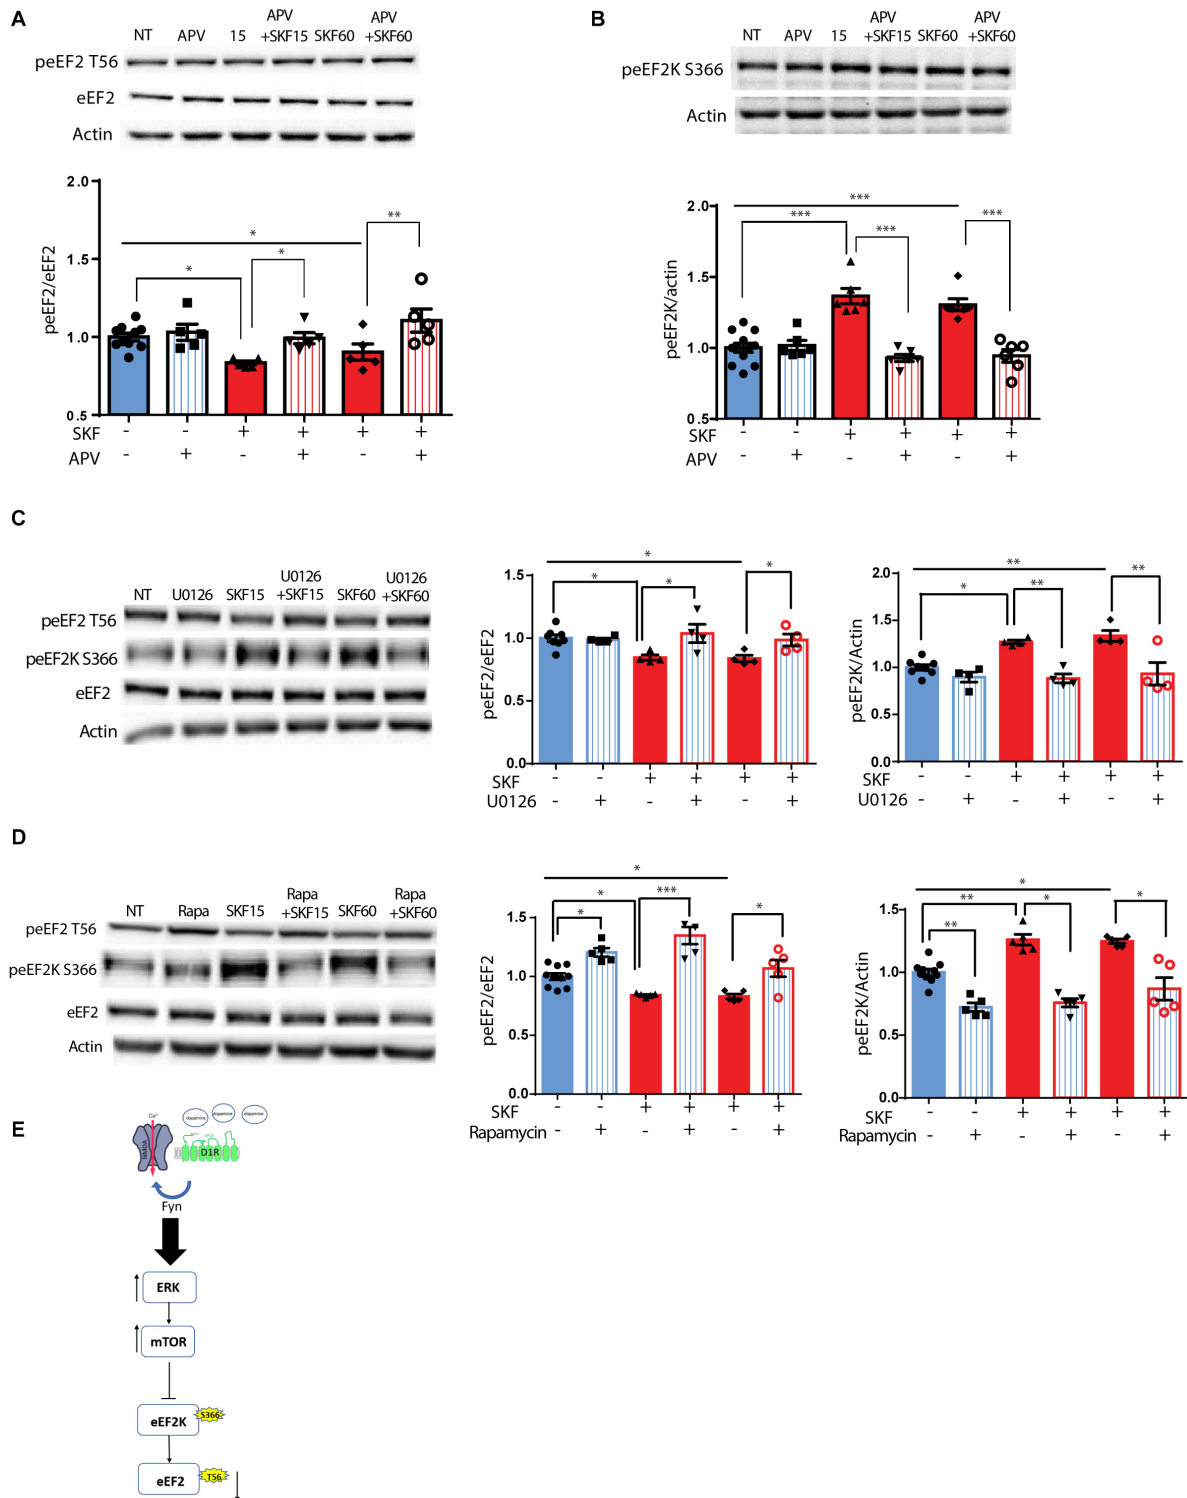 A
NT APV 15 APV +SKF15 SKF60 APV +SKF60
peEF2 T56
eEF2
Actin
peEF2/eEF2
2.0
1.5
1.0
0.5
* * * **
SKF - - + + + +
APV - + - + - +
B
NT APV 15 APV +SKF15 SKF60 APV +SKF60
peEF2K S366
Actin
peEF2K/actin
2.0
1.5
1.0
0.5
*** *** *** ***
SKF - - + + + +
APV - + - + - +
C
NT U0126 SKF15 U0126 +SKF15 SKF60 U0126 +SKF60
peEF2 T56
peEF2K S366
eEF2
Actin
peEF2/eEF2
1.5
1.0
0.5
0.0
* * * *
SKF - - + + + +
U0126 - + - + - +
peEF2K/Actin
2.0
1.5
1.0
0.5
0.0
** * ** **
SKF - - + + + +
U0126 - + - + - +
D
NT Rapa SKF15 Rapa +SKF15 SKF60 Rapa +SKF60
peEF2 T56
peEF2K S366
eEF2
Actin
peEF2/eEF2
1.5
1.0
0.5
0.0
* * * *** *
SKF - - + + + +
Rapamycin - + - + - +
peEF2K/Actin
1.5
1.0
0.5
0.0
* ** ** * *
SKF - - + + + +
Rapamycin - + - + - +
E
dopamine dopamine dopamine
Ca²⁺
NMDA
D1R
Fyn
ERK
mTOR
eEF2K S366
eEF2 T56